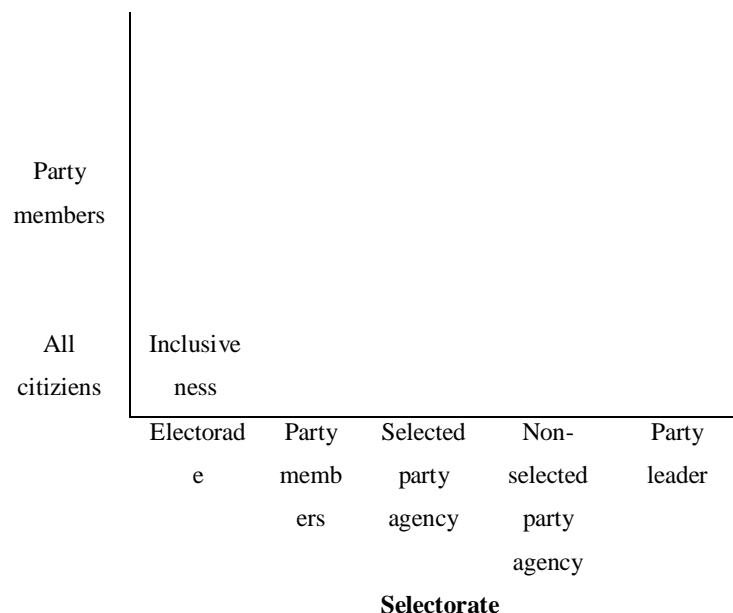 Party
members
All
citiziens
Inclusive
ness
Electorad
e
Party
memb
ers
Selected
party
agency
Non-
selected
party
agency
Party
leader
Selectorate